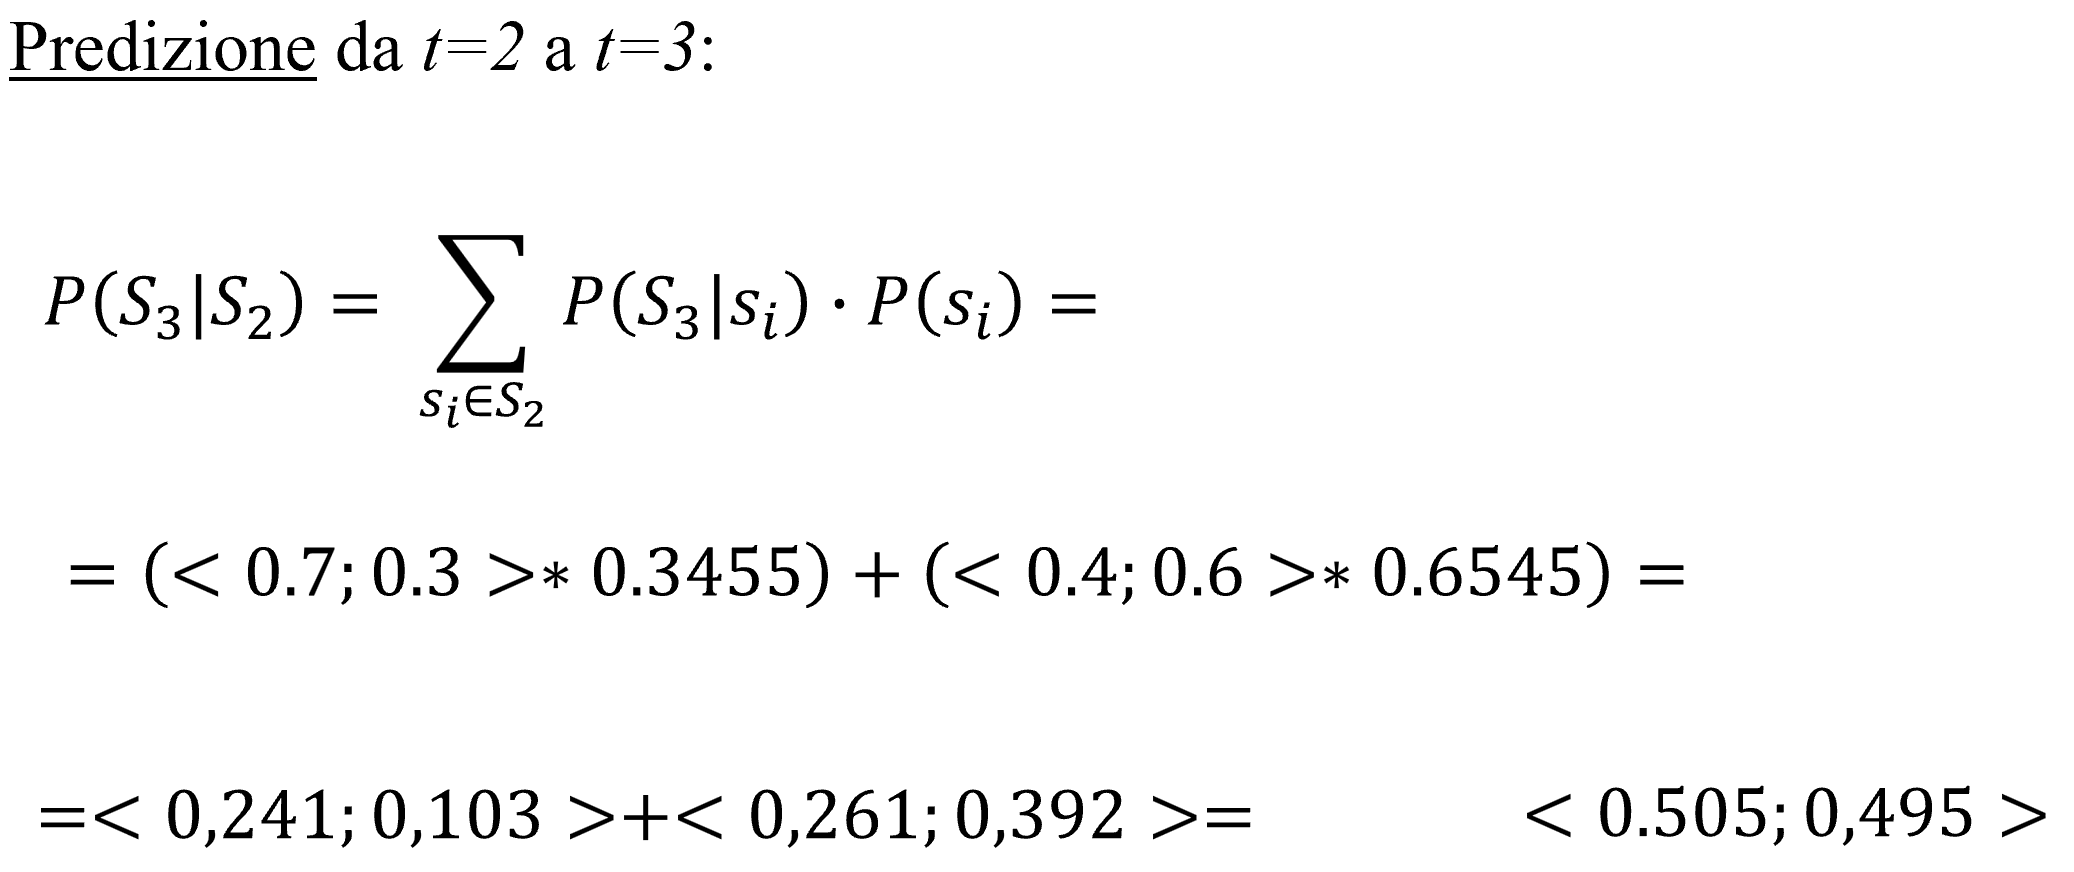 Predizione da t=2 a t=3:
P(S₃|S₂) = ∑ P(S₃|sᵢ) · P(sᵢ) =
sᵢ∈S₂
= (< 0.7; 0.3 >∗ 0.3455) + (< 0.4; 0.6 >∗ 0.6545) =
=< 0,241; 0,103 >+< 0,261; 0,392 >= < 0.505; 0,495 >